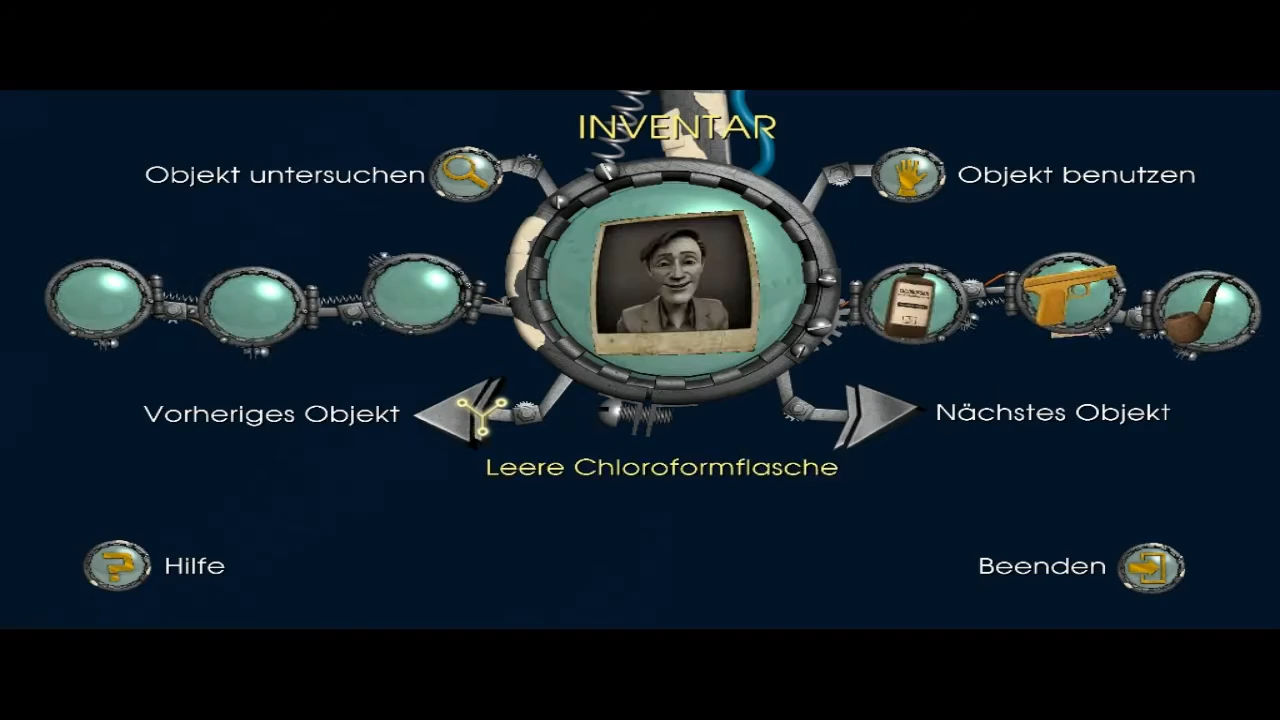 INVENTAR
Objekt untersuchen
Objekt benutzen
Vorheriges Objekt
Nächstes Objekt
Leere Chloroformflasche
Hilfe
Beenden